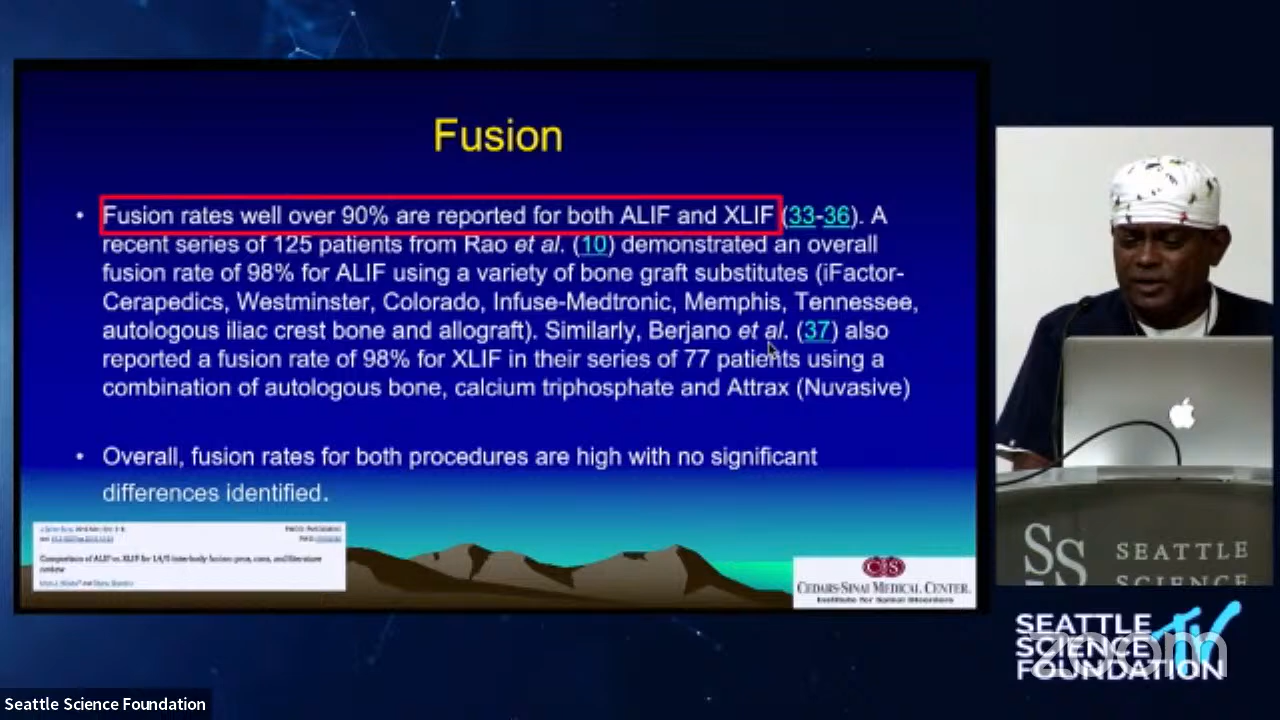 Fusion
• Fusion rates well over 90% are reported for both ALIF and XLIF (33-36). A
recent series of 125 patients from Rao et al. (10) demonstrated an overall
fusion rate of 98% for ALIF using a variety of bone graft substitutes (iFactor-
Cerapedics, Westminster, Colorado, Infuse-Medtronic, Memphis, Tennessee,
autologous iliac crest bone and allograft). Similarly, Berjano et al. (37) also
reported a fusion rate of 98% for XLIF in their series of 77 patients using a
combination of autologous bone, calcium triphosphate and Attrax (Nuvasive)
• Overall, fusion rates for both procedures are high with no significant
differences identified.
Comparison of ALIF vs. XLIF for L4/5 interbody fusion: pros, cons, and literature
review
CEDARS-SINAI MEDICAL CENTER.
Institute for Spinal Disorders
SS SEATTLE
SCIENCE
SEATTLE
SCIENCE TV
FOUNDATION
zoom
Seattle Science Foundation